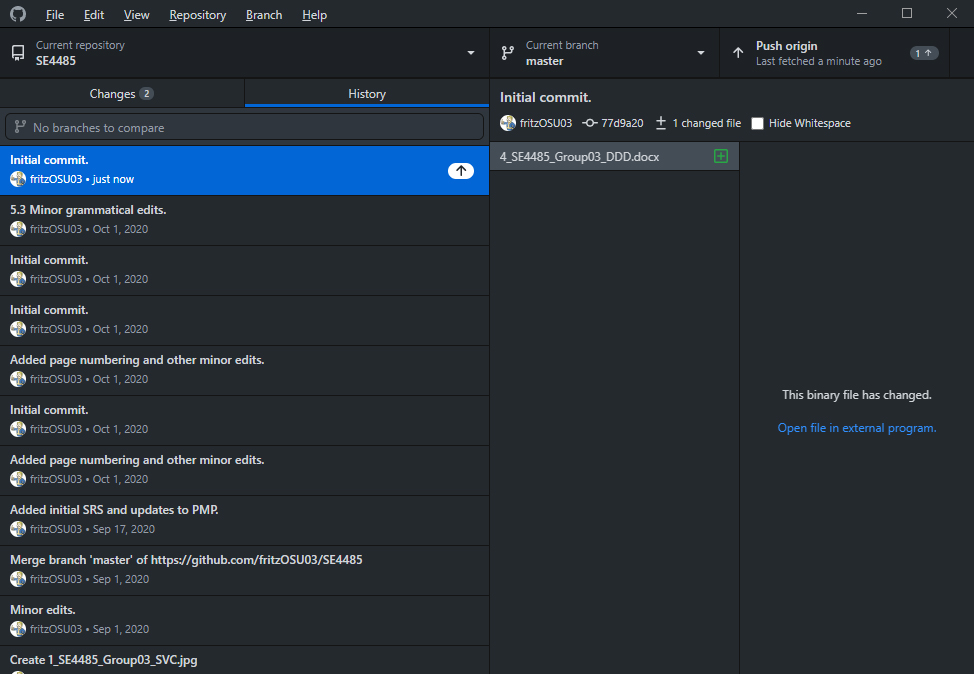 File Edit View Repository Branch Help
Current repository
SE4485
Current branch
master
Push origin
Last fetched a minute ago
1
Changes 2
History
No branches to compare
Initial commit.
fritzOSU03 • just now
5.3 Minor grammatical edits.
fritzOSU03 • Oct 1, 2020
Initial commit.
fritzOSU03 • Oct 1, 2020
Initial commit.
fritzOSU03 • Oct 1, 2020
Added page numbering and other minor edits.
fritzOSU03 • Oct 1, 2020
Initial commit.
fritzOSU03 • Oct 1, 2020
Added page numbering and other minor edits.
fritzOSU03 • Oct 1, 2020
Added initial SRS and updates to PMP.
fritzOSU03 • Sep 17, 2020
Merge branch 'master' of https://github.com/fritzOSU03/SE4485
fritzOSU03 • Sep 1, 2020
Minor edits.
fritzOSU03 • Sep 1, 2020
Create 1_SE4485_Group03_SVC.jpg
Initial commit.
fritzOSU03 77d9a20 1 changed file Hide Whitespace
4_SE4485_Group03_DDD.docx
This binary file has changed.
Open file in external program.